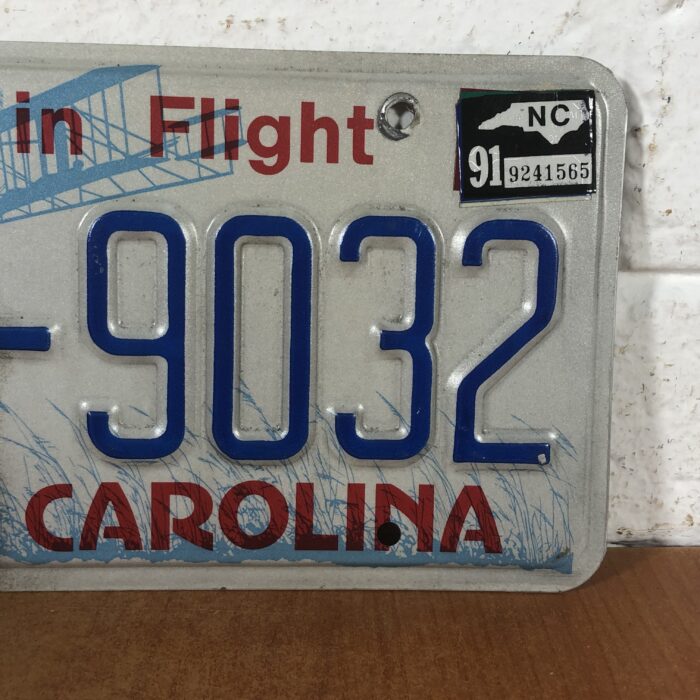 in Flight
NC
91 9241565
-9032
CAROLINA